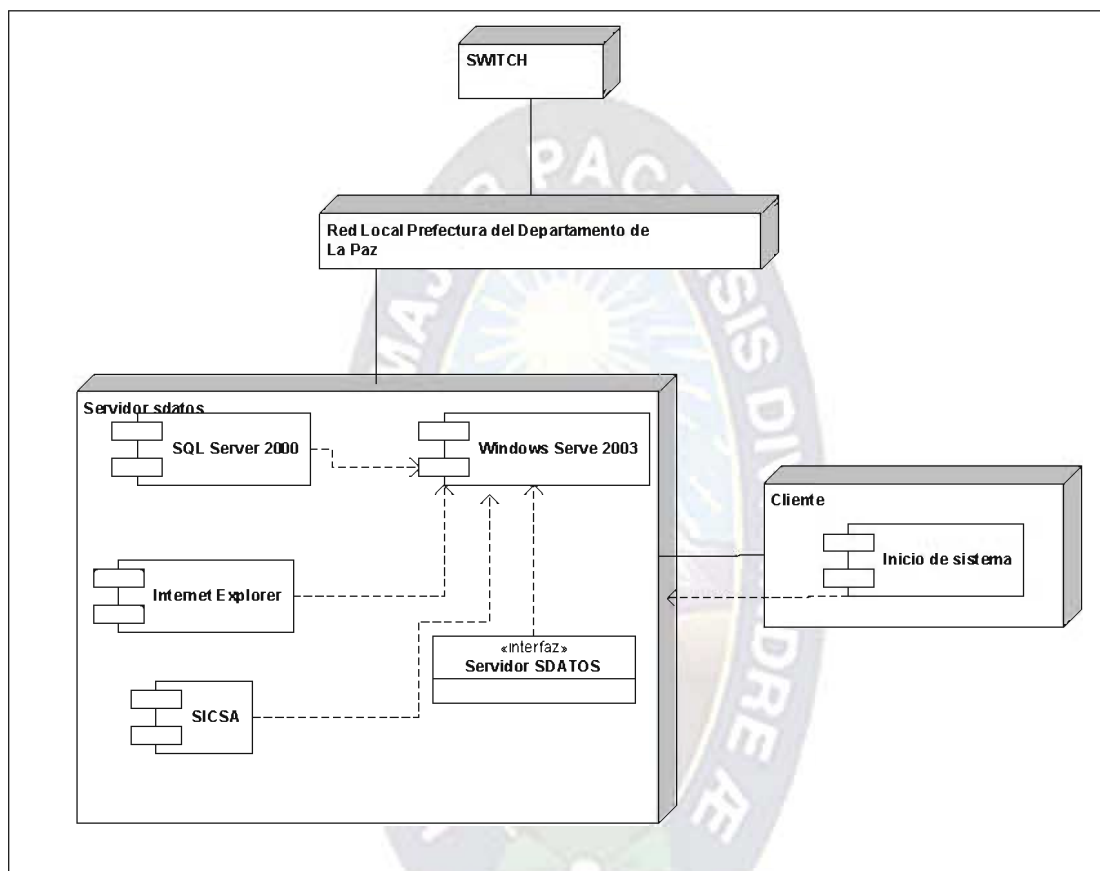 SWITCH
Red Local Prefectura del Departamento de
La Paz
Servidor sdatos
SQL Server 2000
Windows Serve 2003
Internet Explorer
«interfaz»
Servidor SDATOS
SICSA
Cliente
Inicio de sistema